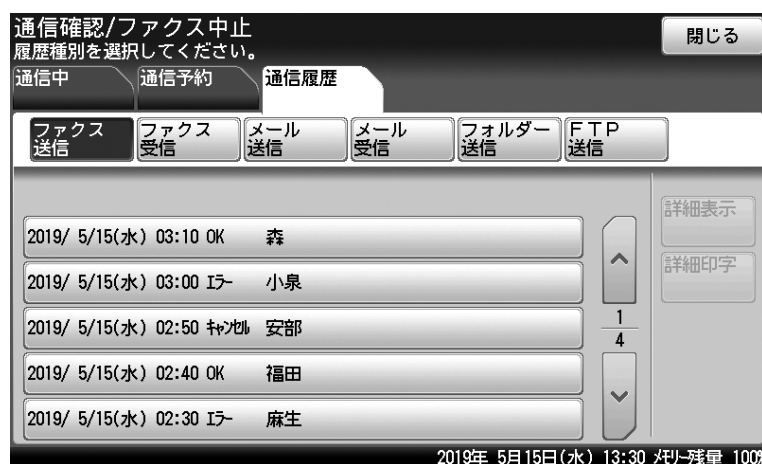 通信確認/ファクス中止
履歴種別を選択してください。
閉じる
通信中
通信予約
通信履歴
ファクス
送信
ファクス
受信
メール
送信
メール
受信
フォルダー
送信
FTP
送信
詳細表示
2019/ 5/15(水) 03:10 OK 森
詳細印字
2019/ 5/15(水) 03:00 エラー 小泉
2019/ 5/15(水) 02:50 キャンセル 安部
1
4
2019/ 5/15(水) 02:40 OK 福田
2019/ 5/15(水) 02:30 エラー 麻生
2019年 5月15日(水) 13:30 メモリー残量 100%